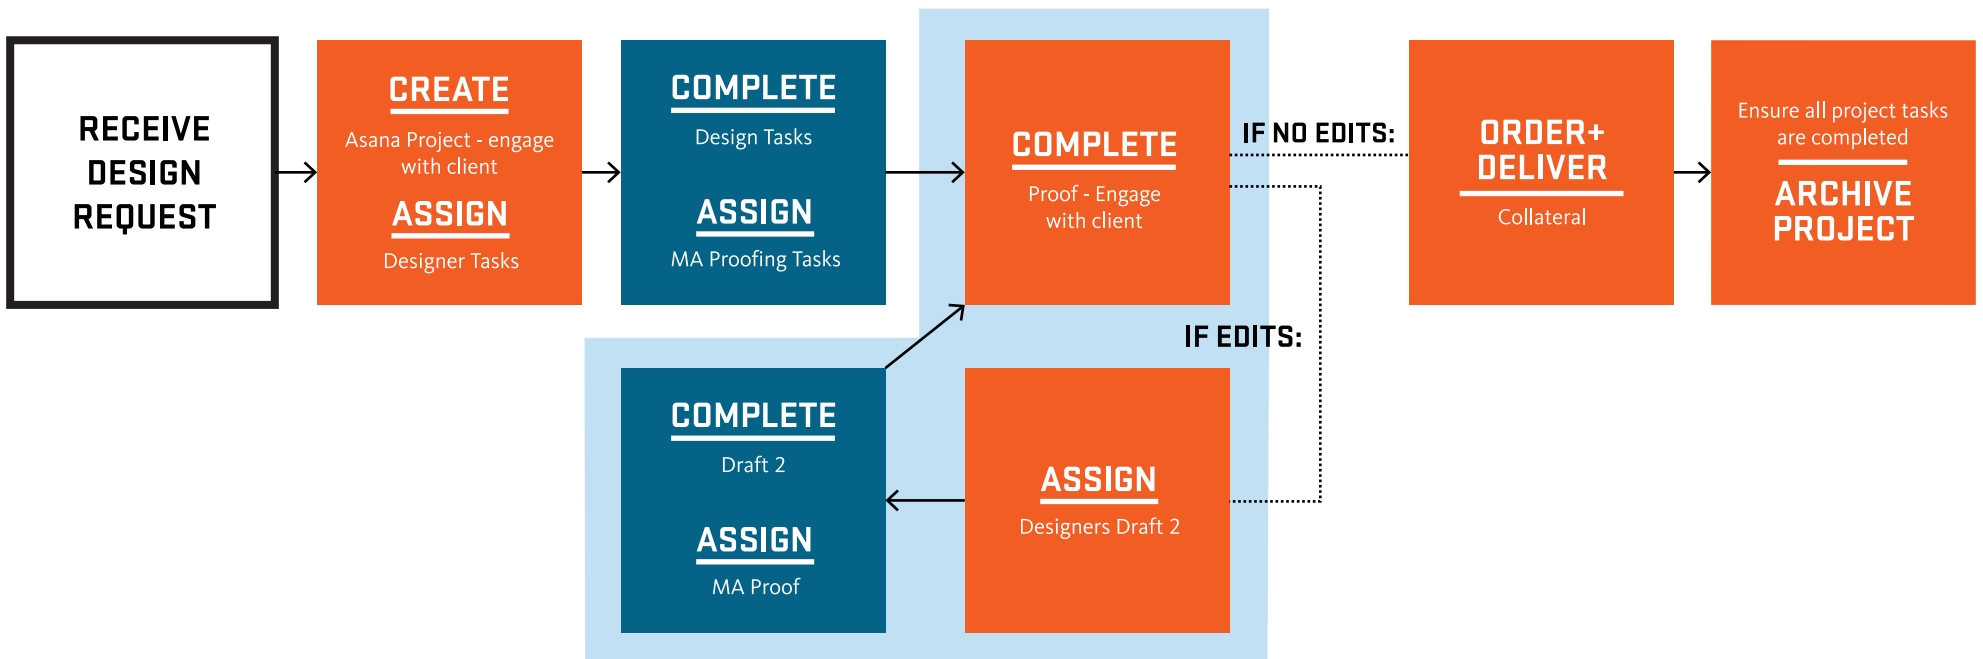 RECEIVE
DESIGN
REQUEST
CREATE
Asana Project - engage
with client
ASSIGN
Designer Tasks
COMPLETE
Design Tasks
ASSIGN
MA Proofing Tasks
COMPLETE
Proof - Engage
with client
IF NO EDITS:
ORDER+
DELIVER
Collateral
Ensure all project tasks
are completed
ARCHIVE
PROJECT
IF EDITS:
COMPLETE
Draft 2
ASSIGN
MA Proof
ASSIGN
Designers Draft 2